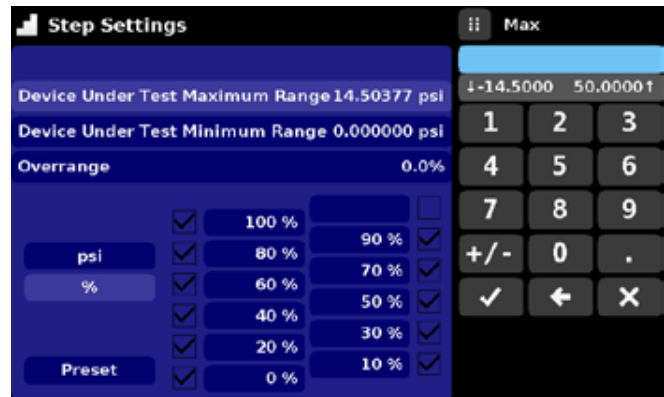 Step Settings
Max
Device Under Test Maximum Range 14.50377 psi
↓-14.5000 50.0000↑
Device Under Test Minimum Range 0.000000 psi
1 2 3
Overrange 0.0%
4 5 6
7 8 9
100 %
90 %
psi
80 %
+/- 0 .
70 %
%
60 %
50 %
40 %
30 %
20 %
10 %
Preset
0 %